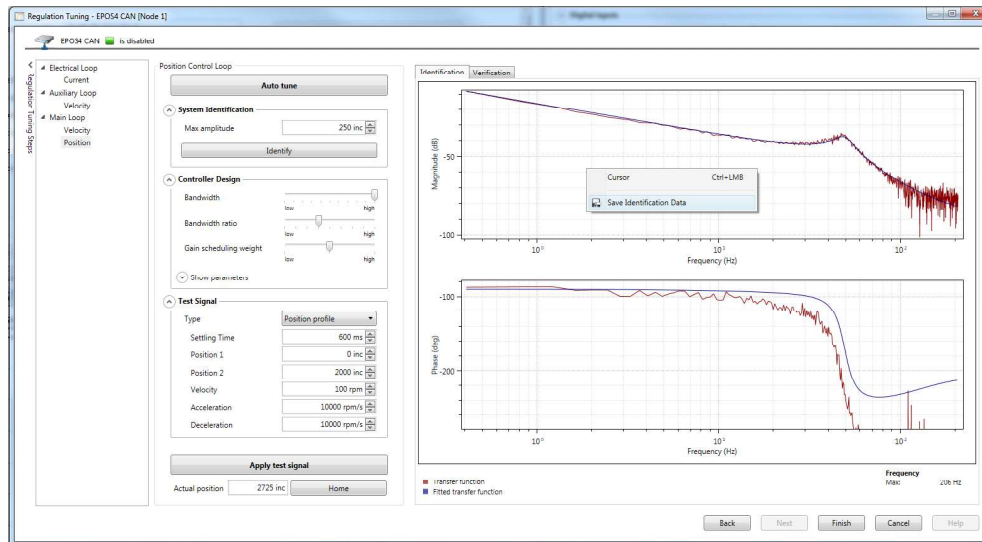 Regulation Tuning - EPOS4 CAN [Node 1]
Digital Inputs
EPOS4 CAN is disabled
Regulation Tuning Steps
Electrical Loop
Current
Auxiliary Loop
Velocity
Main Loop
Velocity
Position
Position Control Loop
Auto tune
System Identification
Max amplitude 250 inc
Identify
Controller Design
Bandwidth
low high
Bandwidth ratio
low high
Gain scheduling weight
low high
Show parameters
Test Signal
Type Position profile
Settling Time 600 ms
Position 1 0 inc
Position 2 2000 inc
Velocity 100 rpm
Acceleration 10000 rpm/s
Deceleration 10000 rpm/s
Apply test signal
Actual position 2725 inc Home
Identification Verification
Magnitude (dB)
-50
-100
10⁰ 10¹ 10²
Frequency (Hz)
Cursor Ctrl+LMB
Save Identification Data
Phase (deg)
-100
-200
10⁰ 10¹ 10²
Frequency (Hz)
Transfer function
Fitted transfer function
Frequency
Max: 206 Hz
Back Next Finish Cancel Help